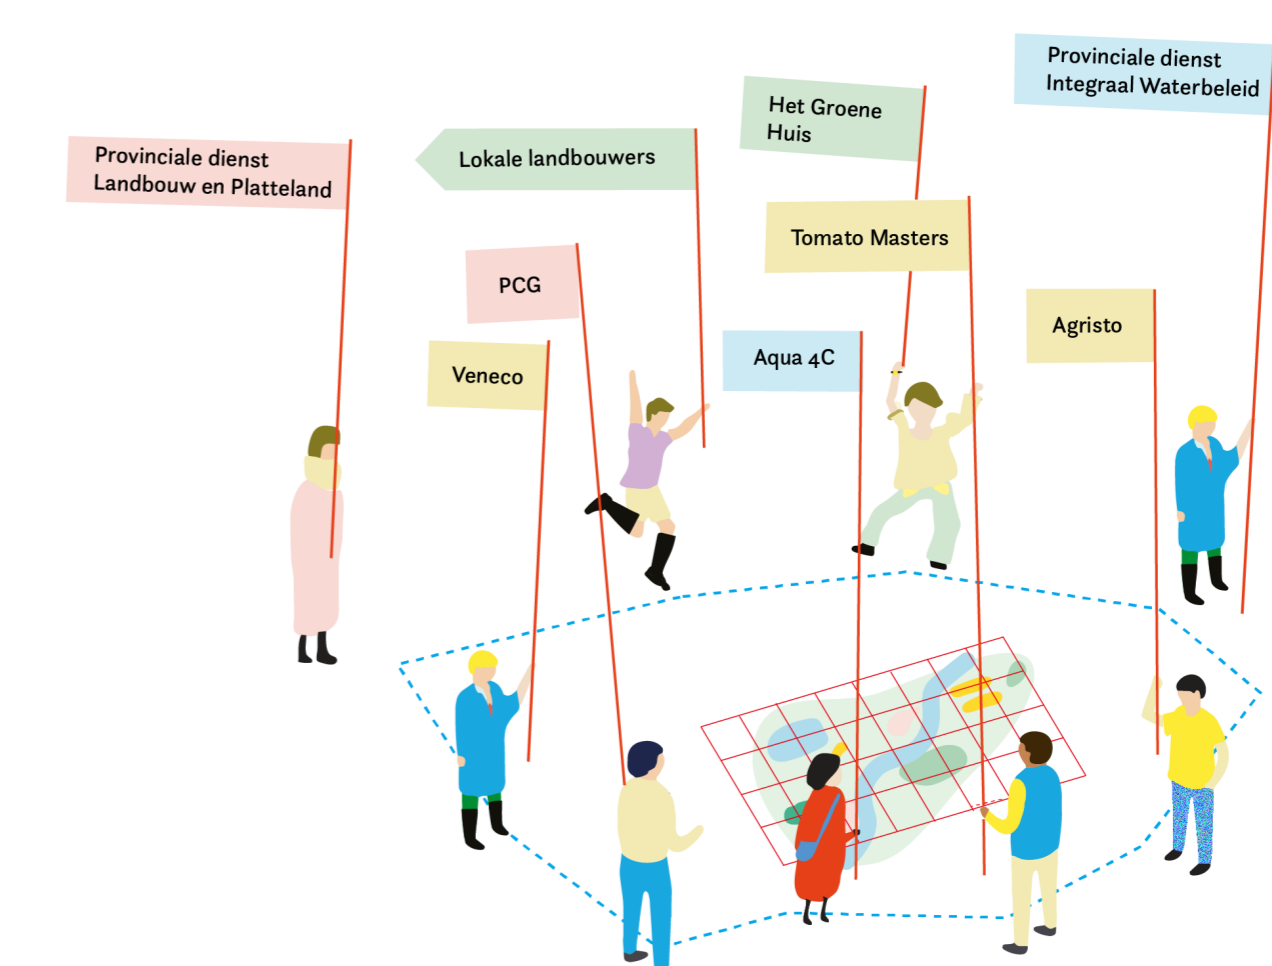 Provinciale dienst
Integraal Waterbeleid
Het Groene
Huis
Provinciale dienst
Landbouw en Platteland
Lokale landbouwers
Tomato Masters
PCG
Agristo
Veneco
Aqua 4C